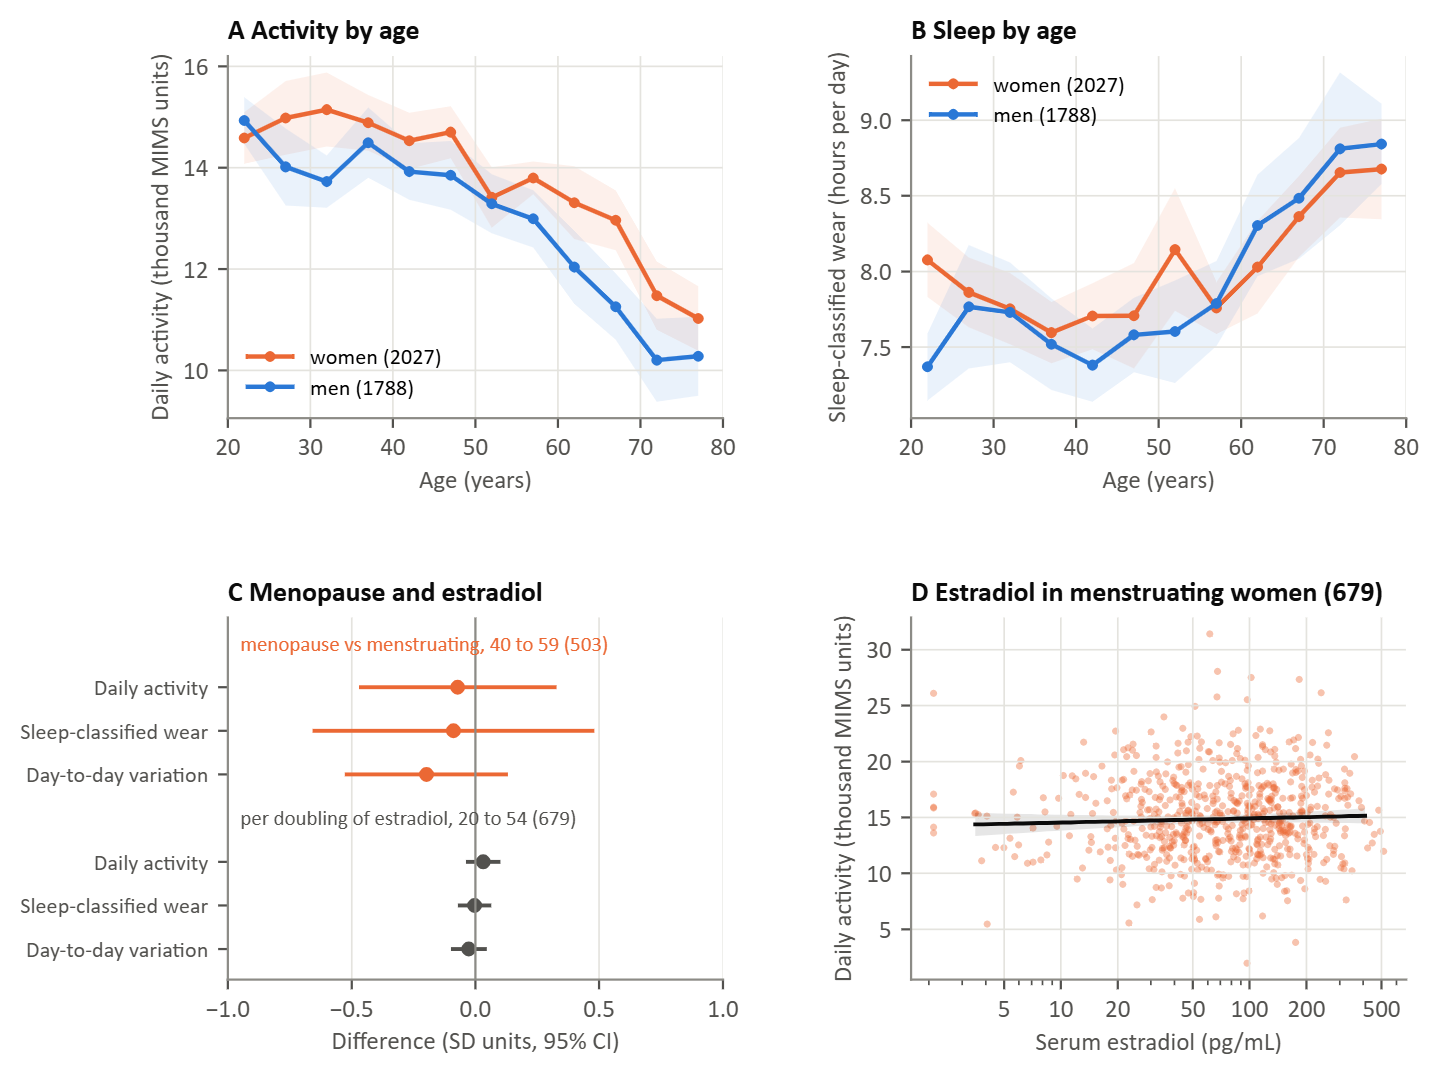 A Activity by age
Daily activity (thousand MIMS units)
16
14
12
10
women (2027)
men (1788)
20 30 40 50 60 70 80
Age (years)
B Sleep by age
Sleep-classified wear (hours per day)
9.0
8.5
8.0
7.5
women (2027)
men (1788)
20 30 40 50 60 70 80
Age (years)
C Menopause and estradiol
menopause vs menstruating, 40 to 59 (503)
Daily activity
Sleep-classified wear
Day-to-day variation
per doubling of estradiol, 20 to 54 (679)
Daily activity
Sleep-classified wear
Day-to-day variation
−1.0 −0.5 0.0 0.5 1.0
Difference (SD units, 95% CI)
D Estradiol in menstruating women (679)
Daily activity (thousand MIMS units)
30
25
20
15
10
5
5 10 20 50 100 200 500
Serum estradiol (pg/mL)